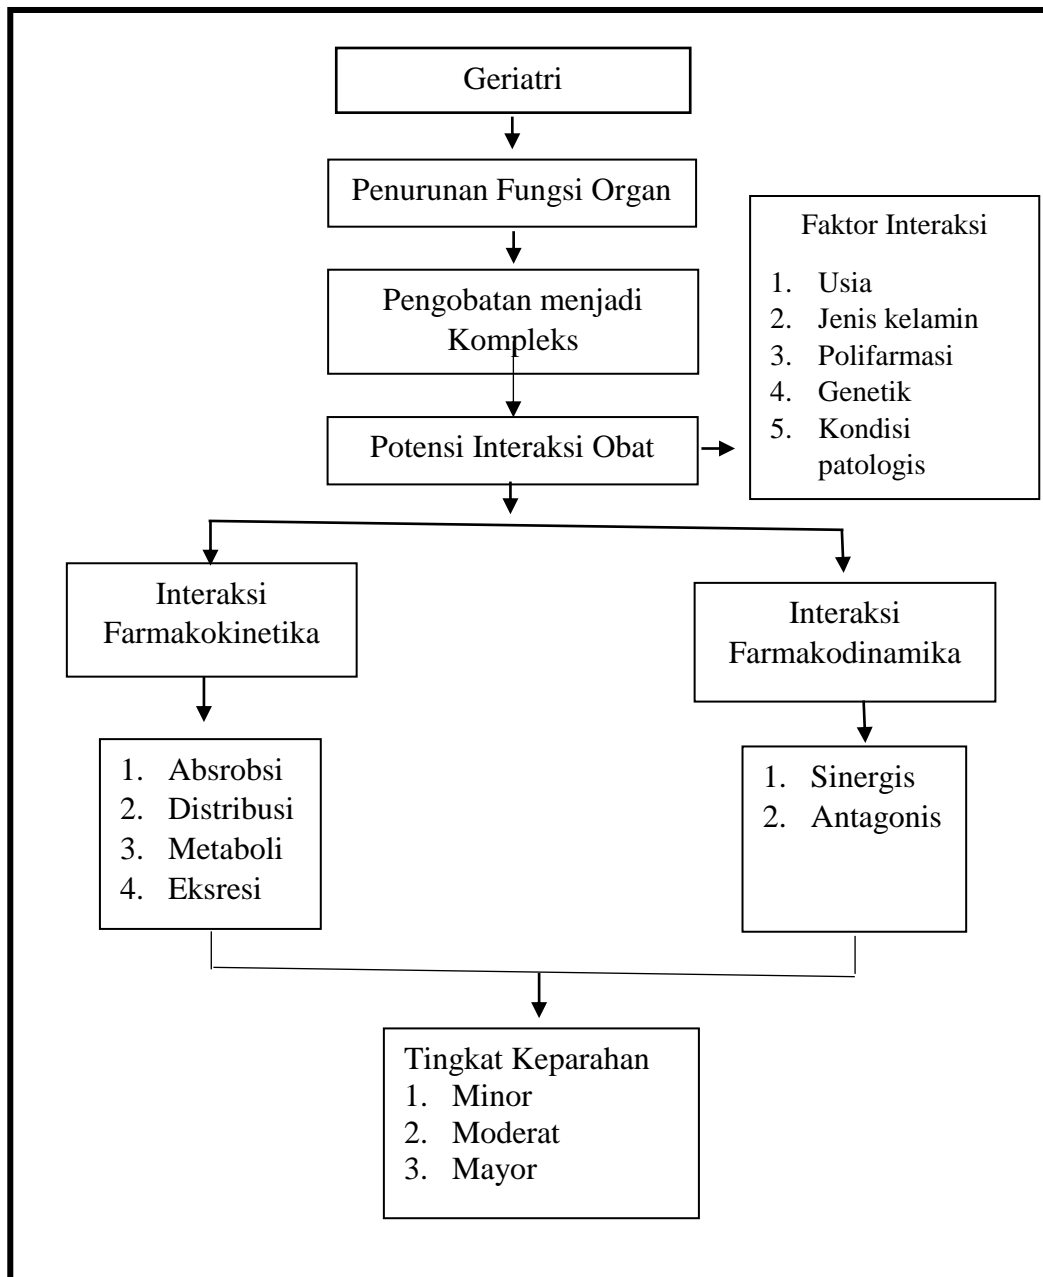 Geriatri
Penurunan Fungsi Organ
Pengobatan menjadi
Kompleks
Potensi Interaksi Obat
Faktor Interaksi
1. Usia
2. Jenis kelamin
3. Polifarmasi
4. Genetik
5. Kondisi
patologis
Interaksi
Farmakokinetika
Interaksi
Farmakodinamika
1. Absrobsi
2. Distribusi
3. Metaboli
4. Eksresi
1. Sinergis
2. Antagonis
Tingkat Keparahan
1. Minor
2. Moderat
3. Mayor